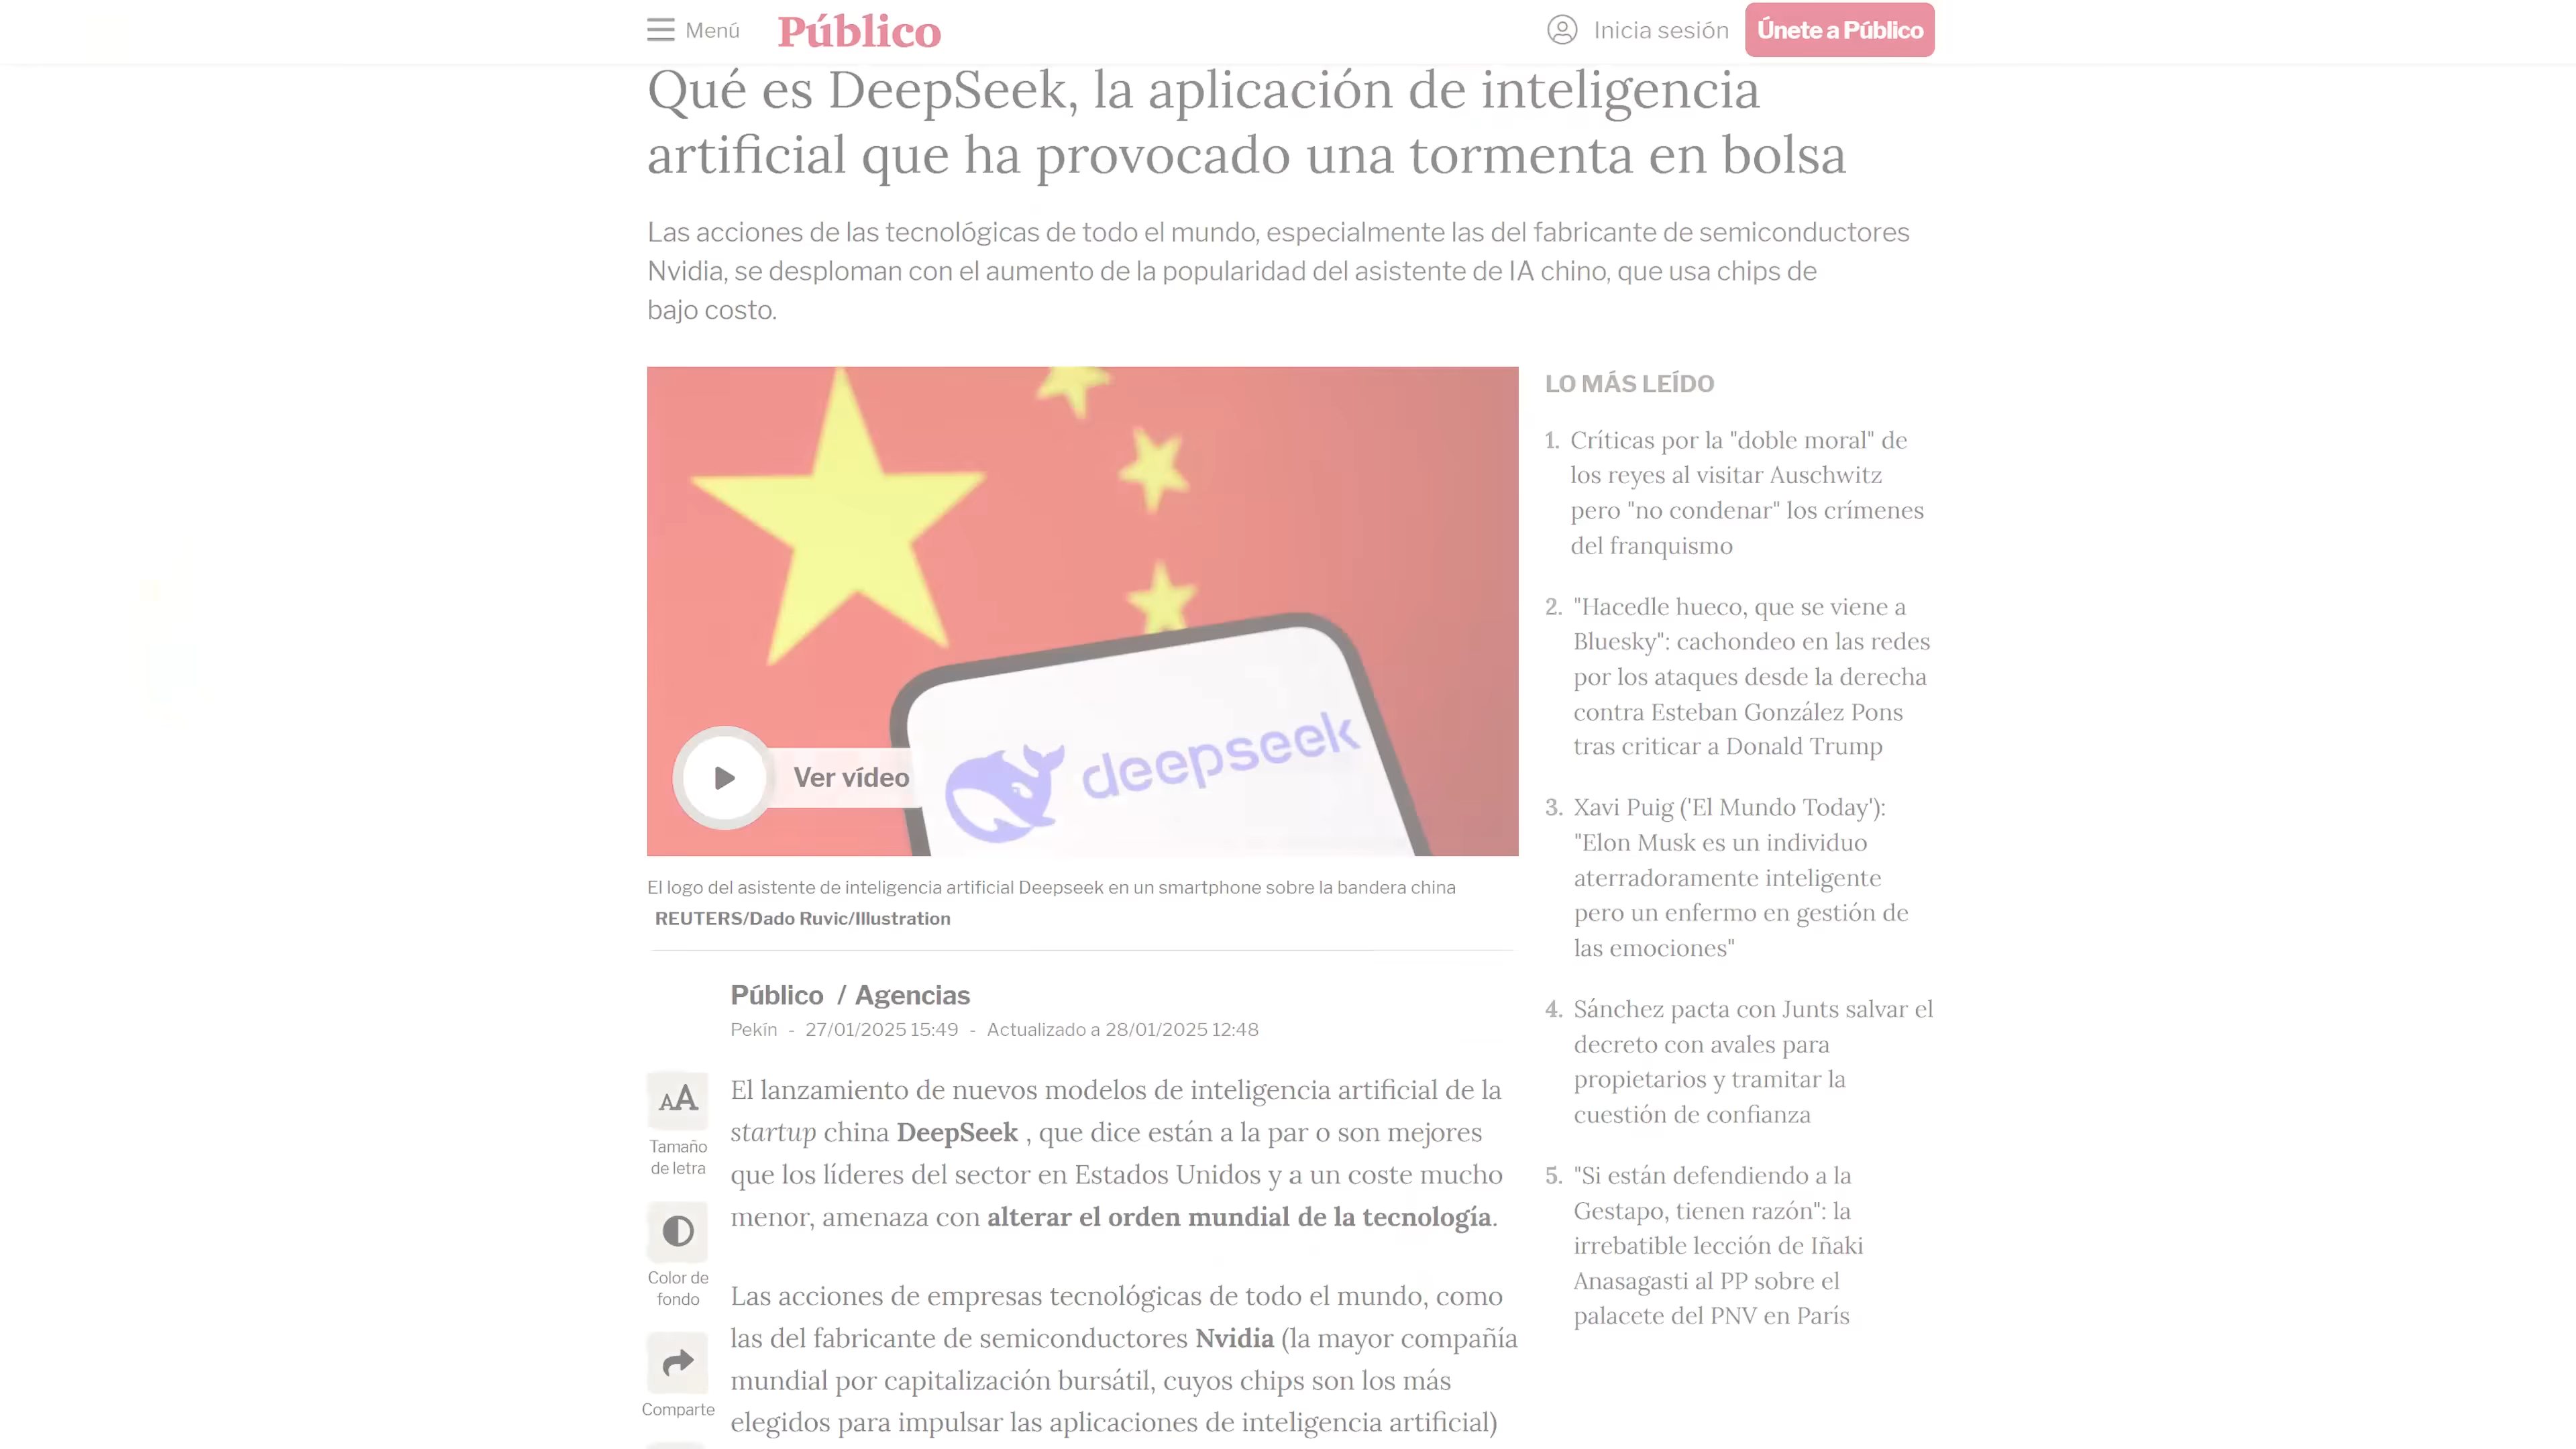 Menú
Público
Inicia sesión
Únete a Público
Qué es DeepSeek, la aplicación de inteligencia
artificial que ha provocado una tormenta en bolsa
Las acciones de las tecnológicas de todo el mundo, especialmente las del fabricante de semiconductores
Nvidia, se desploman con el aumento de la popularidad del asistente de IA chino, que usa chips de
bajo costo.
Ver vídeo
deepseek
El logo del asistente de inteligencia artificial Deepseek en un smartphone sobre la bandera china
REUTERS/Dado Ruvic/Illustration
Público / Agencias
Pekín - 27/01/2025 15:49 - Actualizado a 28/01/2025 12:48
AA
Tamaño
de letra
Color de
fondo
Comparte
El lanzamiento de nuevos modelos de inteligencia artificial de la
startup china DeepSeek , que dice están a la par o son mejores
que los líderes del sector en Estados Unidos y a un coste mucho
menor, amenaza con alterar el orden mundial de la tecnología.
Las acciones de empresas tecnológicas de todo el mundo, como
las del fabricante de semiconductores Nvidia (la mayor compañía
mundial por capitalización bursátil, cuyos chips son los más
elegidos para impulsar las aplicaciones de inteligencia artificial)
LO MÁS LEÍDO
1. Críticas por la "doble moral" de
los reyes al visitar Auschwitz
pero "no condenar" los crímenes
del franquismo
2. "Hacedle hueco, que se viene a
Bluesky": cachondeo en las redes
por los ataques desde la derecha
contra Esteban González Pons
tras criticar a Donald Trump
3. Xavi Puig ('El Mundo Today'):
"Elon Musk es un individuo
aterradoramente inteligente
pero un enfermo en gestión de
las emociones"
4. Sánchez pacta con Junts salvar el
decreto con avales para
propietarios y tramitar la
cuestión de confianza
5. "Si están defendiendo a la
Gestapo, tienen razón": la
irrebatible lección de Iñaki
Anasagasti al PP sobre el
palacete del PNV en París